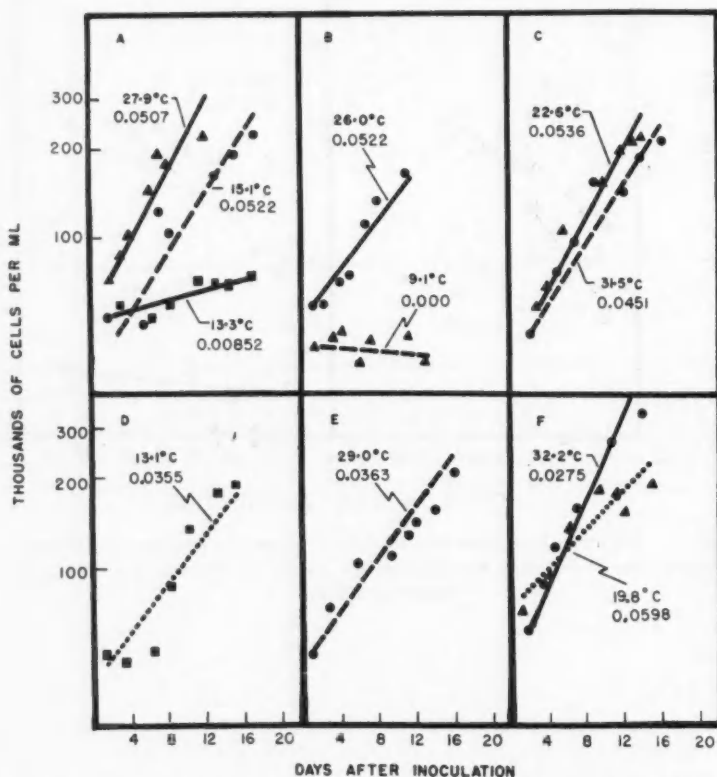 THOUSANDS OF CELLS PER ML
A
300
200
100
27·9°C
0.0507
15·1°C
0.0522
13·3°C
0.00852
B
26·0°C
0.0522
9·1°C
0.000
C
22·6°C
0.0536
31·5°C
0.0451
D
300
200
100
13·1°C
0.0355
E
29·0°C
0.0363
F
32·2°C
0.0275
19.8°C
0.0598
4 8 12 16 20
4 8 12 16 20
4 8 12 16 20
DAYS AFTER INOCULATION